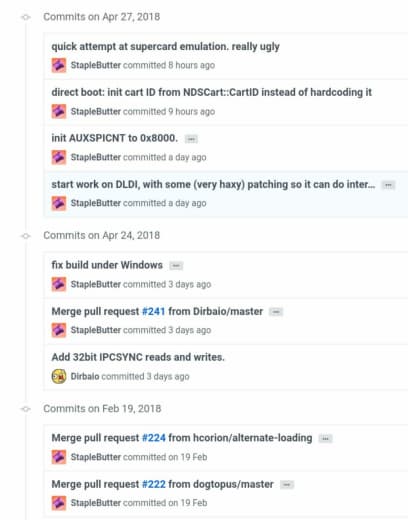 Commits on Apr 27, 2018
quick attempt at supercard emulation. really ugly
StapleButter committed 8 hours ago
direct boot: init cart ID from NDSCart::CartID instead of hardcoding it
StapleButter committed 9 hours ago
init AUXSPICNT to 0x8000. ...
StapleButter committed a day ago
start work on DLDI, with some (very haxy) patching so it can do inter... ...
StapleButter committed a day ago
Commits on Apr 24, 2018
fix build under Windows ...
StapleButter committed 3 days ago
Merge pull request #241 from Dirbaio/master ...
StapleButter committed 3 days ago
Add 32bit IPCSYNC reads and writes.
Dirbaio committed 3 days ago
Commits on Feb 19, 2018
Merge pull request #224 from hcorion/alternate-loading ...
StapleButter committed on 19 Feb
Merge pull request #222 from dogtopus/master ...
StapleButter committed on 19 Feb